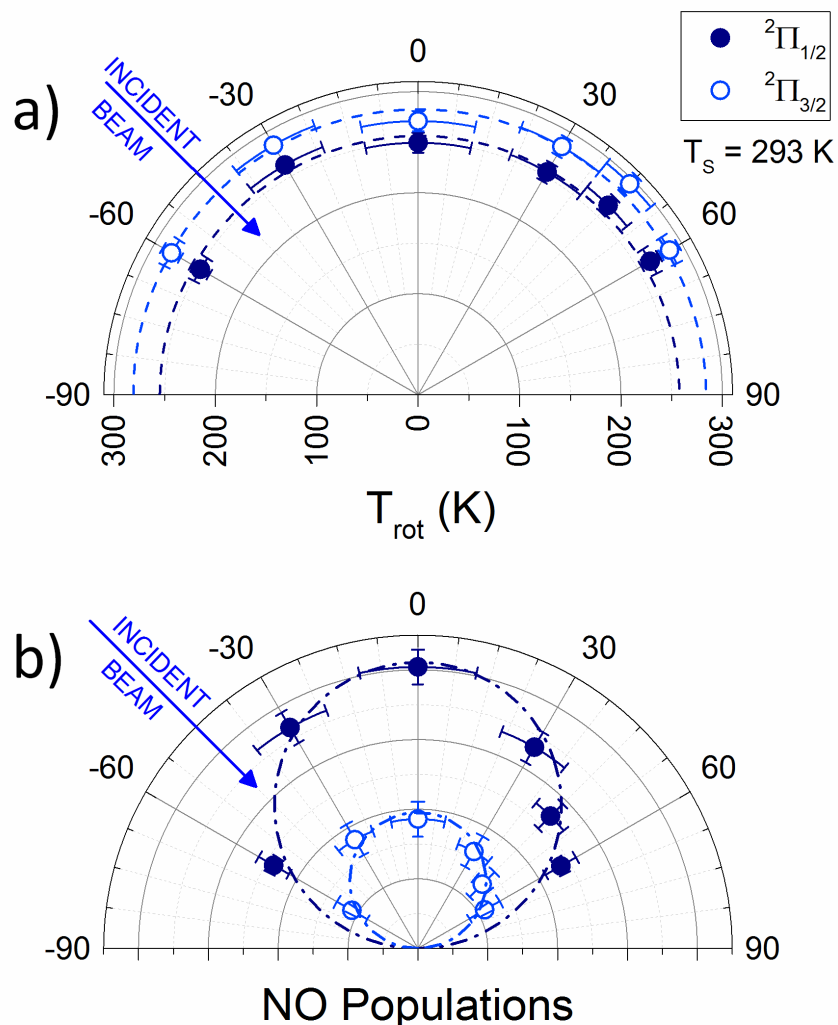 a)
INCIDENT
BEAM
-90
-60
-30
0
30
60
90
²Π₁/₂
²Π₃/₂
T_S = 293 K
300
200
100
0
100
200
300
T_rot (K)
b)
INCIDENT
BEAM
-90
-60
-30
0
30
60
90
NO Populations